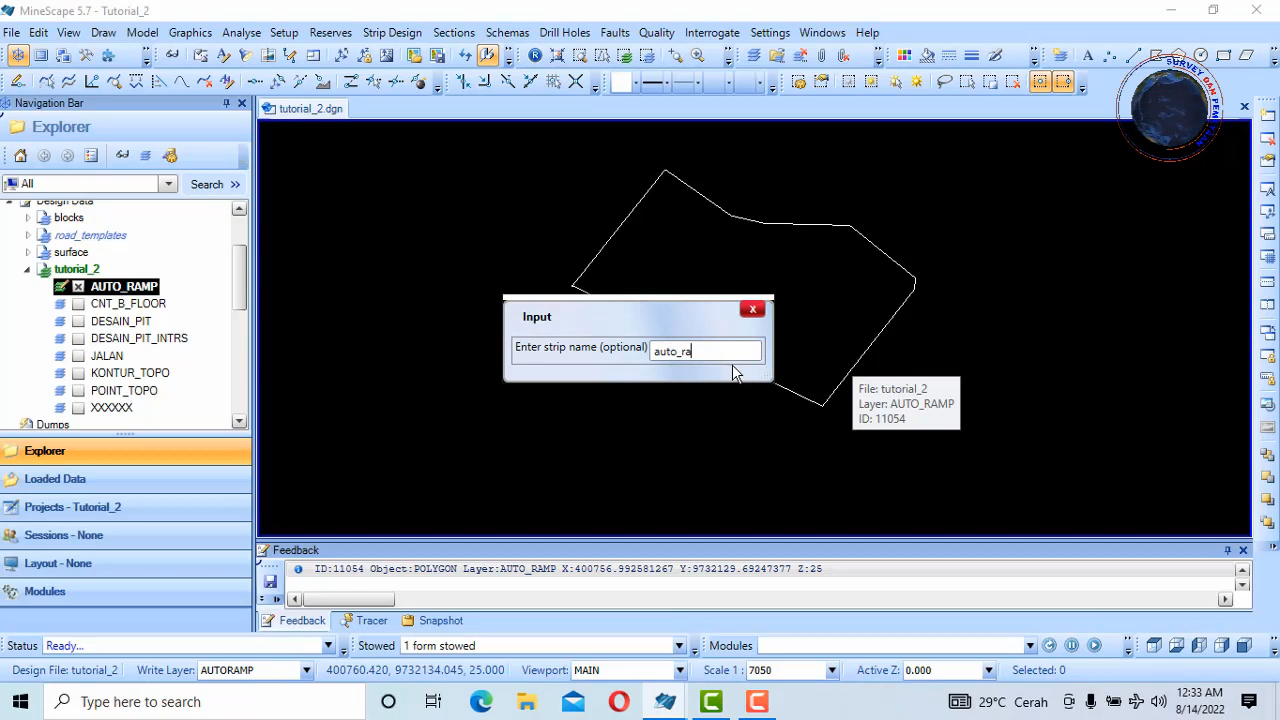 MineScape 5.7 - Tutorial_2
File Edit View Draw Model Graphics Analyse Setup Reserves Strip Design Sections Schemas Drill Holes Faults Quality Interrogate Settings Windows Help
Navigation Bar
tutorial_2.dgn
SURVEY DAN PEMETAAN
Explorer
All
Search »
Design Data
blocks
road_templates
surface
tutorial_2
AUTO_RAMP
CNT_B_FLOOR
DESAIN_PIT
DESAIN_PIT_INTRS
JALAN
KONTUR_TOPO
POINT_TOPO
XXXXXX
Dumps
Input
x
Enter strip name (optional) auto_ra
File: tutorial_2
Layer: AUTO_RAMP
ID: 11054
Explorer
Loaded Data
Projects - Tutorial_2
Sessions - None
Layout - None
Modules
Feedback
ID:11054 Object:POLYGON Layer:AUTO_RAMP X:400756.992581267 Y:9732129.69247377 Z:25
Feedback Tracer Snapshot
Status Ready... Stowed 1 form stowed Modules
Design File: tutorial_2 Write Layer: AUTORAMP 400760.420, 9732134.045, 25.000 Viewport: MAIN Scale 1: 7050 Active Z: 0.000 Selected: 0
Type here to search
29°C Cerah
12:33 AM
8/14/2022